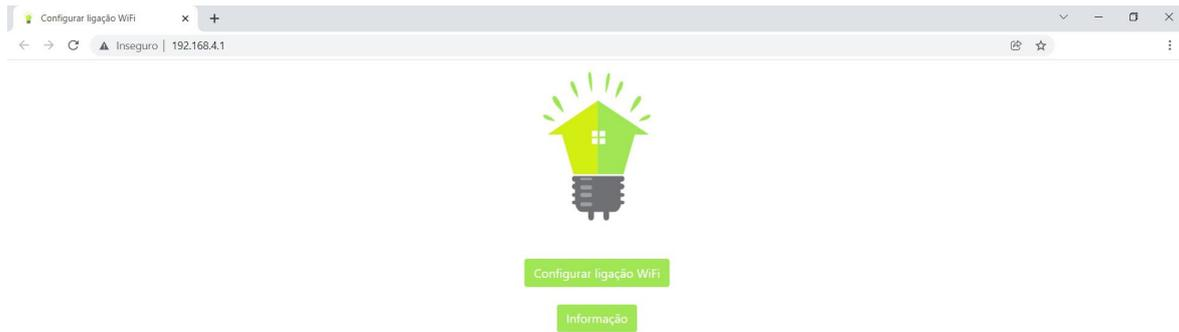 Configurar ligação WiFi
Inseguro | 192.168.4.1
Configurar ligação WiFi
Informação